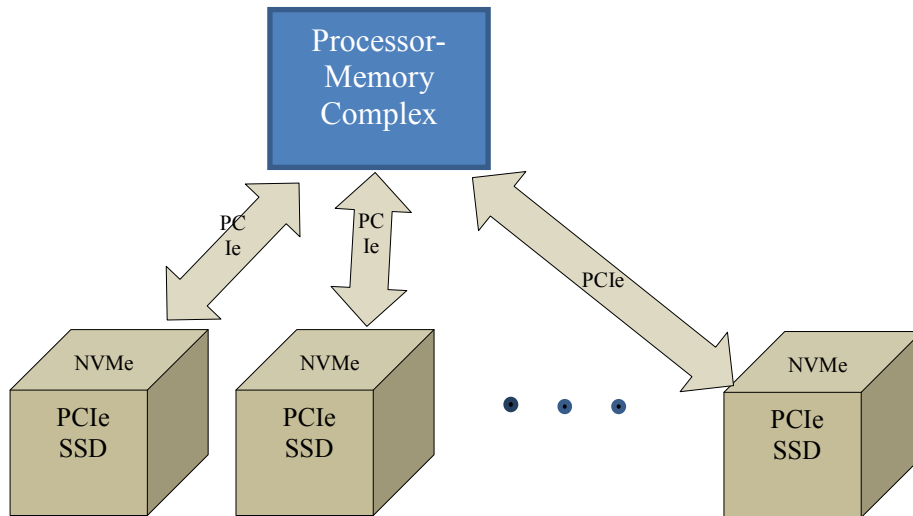 Processor-
Memory
Complex
PC
Ie
PC
Ie
PCIe
NVMe
PCIe
SSD
NVMe
PCIe
SSD
NVMe
PCIe
SSD